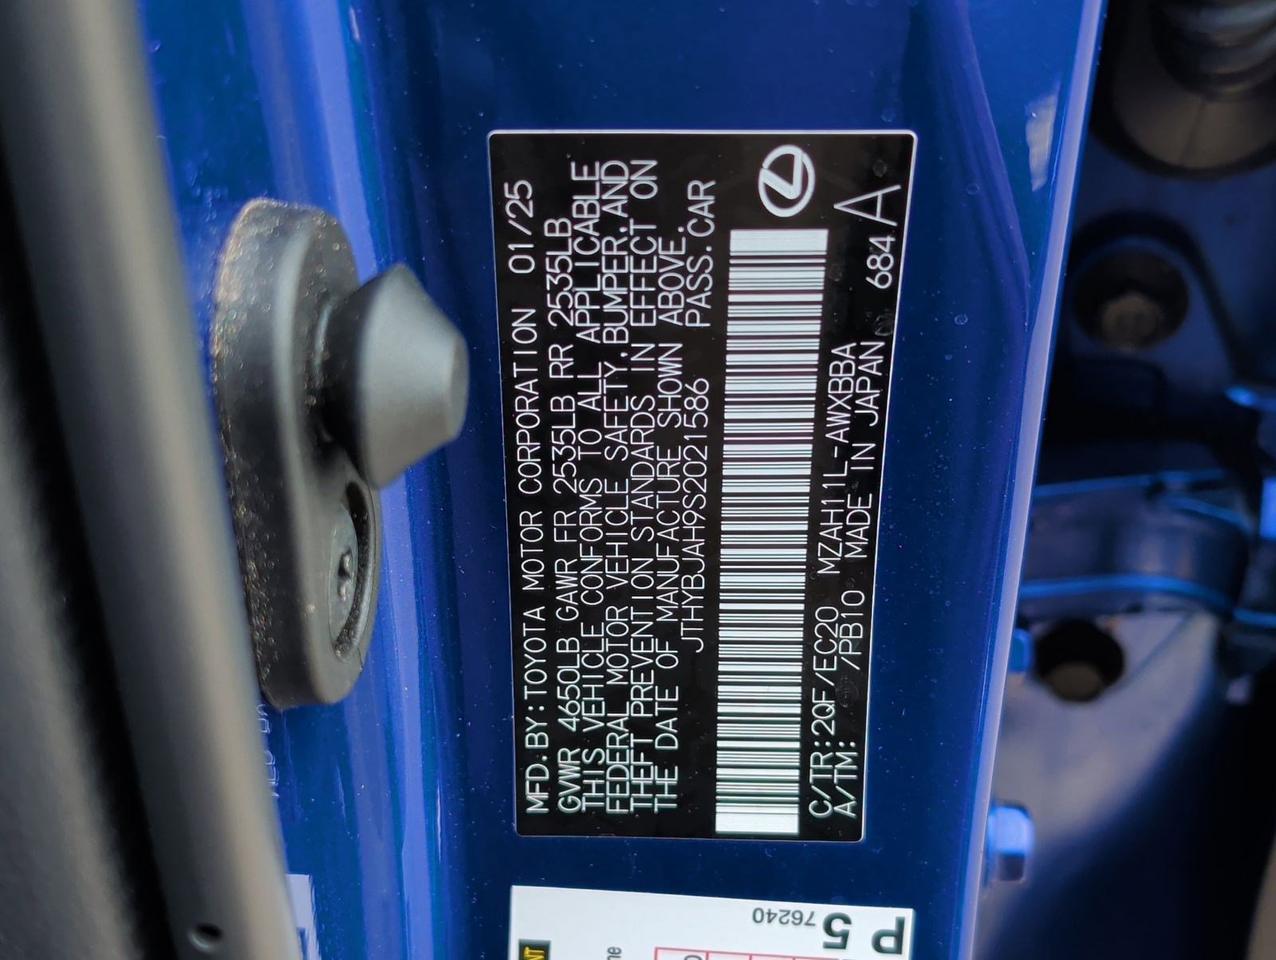 MFD.BY:TOYOTA MOTOR CORPORATION 01/25
GVWR 4650LB GAWR FR 2535LB RR 2535LB
THIS VEHICLE CONFORMS TO ALL APPLICABLE
FEDERAL MOTOR VEHICLE SAFETY,BUMPER,AND
THEFT PREVENTION STANDARDS IN EFFECT ON
THE DATE OF MANUFACTURE SHOWN ABOVE.
JTHYBJAH9S2021586 PASS.CAR
C/TR:2QF/EC20 MZAH11L-AWXBBA 684 A
A/TM: /PB10 MADE IN JAPAN
P5
76240